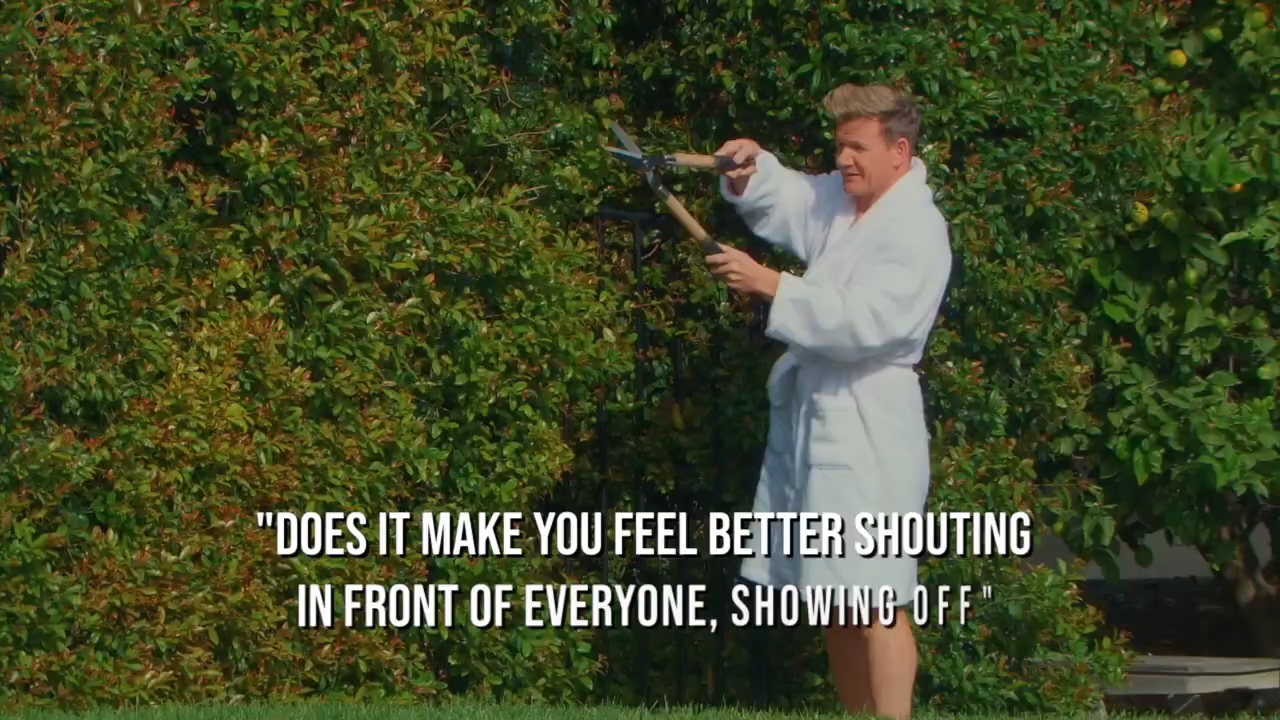 "DOES IT MAKE YOU FEEL BETTER SHOUTING
IN FRONT OF EVERYONE, SHOWING OFF"